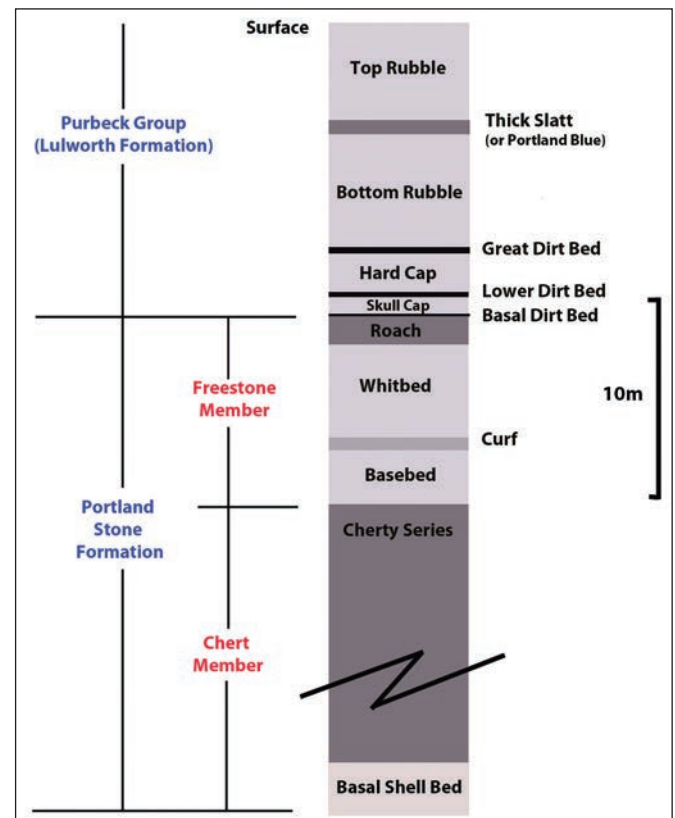 Surface
Top Rubble
Purbeck Group
(Lulworth Formation)
Thick Slatt
(or Portland Blue)
Bottom Rubble
Great Dirt Bed
Hard Cap
Lower Dirt Bed
Skull Cap
Basal Dirt Bed
Roach
Freestone
Member
Whitbed
10m
Curf
Basebed
Portland
Stone
Formation
Cherty Series
Chert
Member
Basal Shell Bed